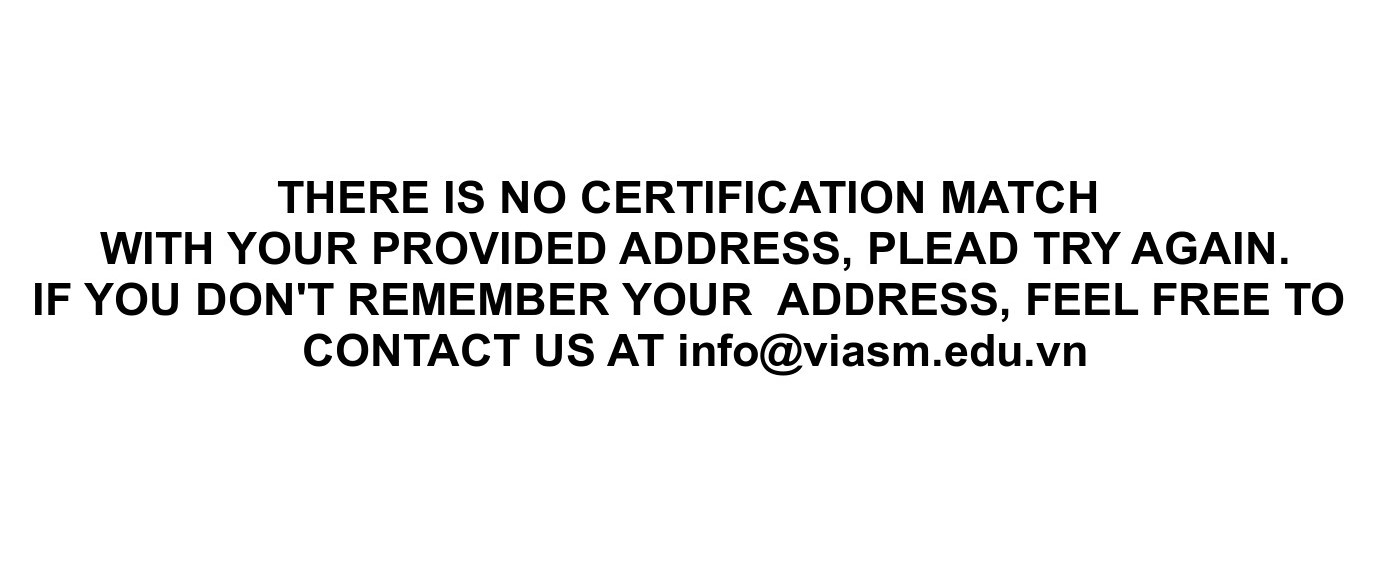 THERE IS NO CERTIFICATION MATCH
WITH YOUR PROVIDED ADDRESS, PLEAD TRY AGAIN.
IF YOU DON'T REMEMBER YOUR  ADDRESS, FEEL FREE TO
CONTACT US AT info@viasm.edu.vn